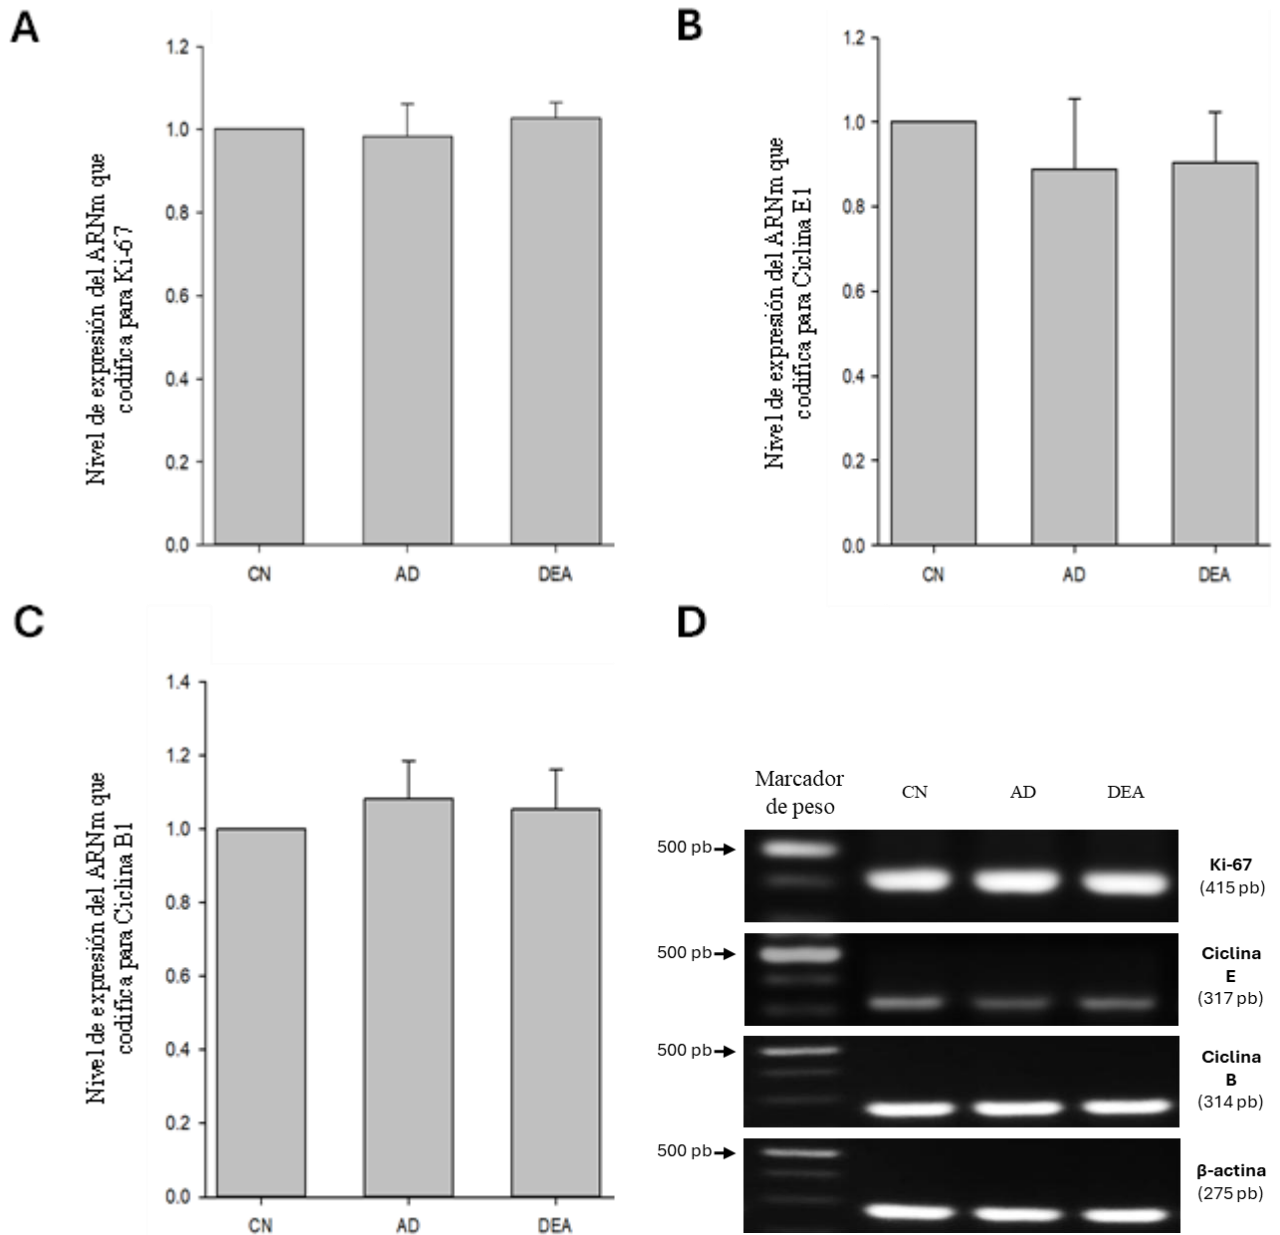 A
Nivel de expresión del ARNm que
codifica para Ki-67
1.2
1.0
0.8
0.6
0.4
0.2
0.0
CN AD DEA
B
Nivel de expresión del ARNm que
codifica para Ciclina E1
1.2
1.0
0.8
0.6
0.4
0.2
0.0
CN AD DEA
C
Nivel de expresión del ARNm que
codifica para Ciclina B1
1.4
1.2
1.0
0.8
0.6
0.4
0.2
0.0
CN AD DEA
D
Marcador
de peso
CN AD DEA
500 pb
Ki-67
(415 pb)
500 pb
Ciclina
E
(317 pb)
500 pb
Ciclina
B
(314 pb)
500 pb
β-actina
(275 pb)